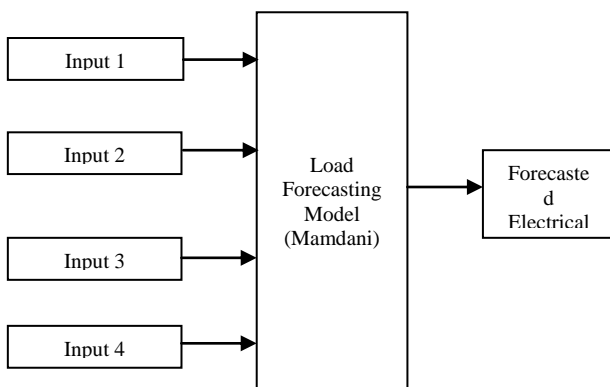 Input 1
Input 2
Input 3
Input 4
Load
Forecasting
Model
(Mamdani)
Forecaste
d
Electrical